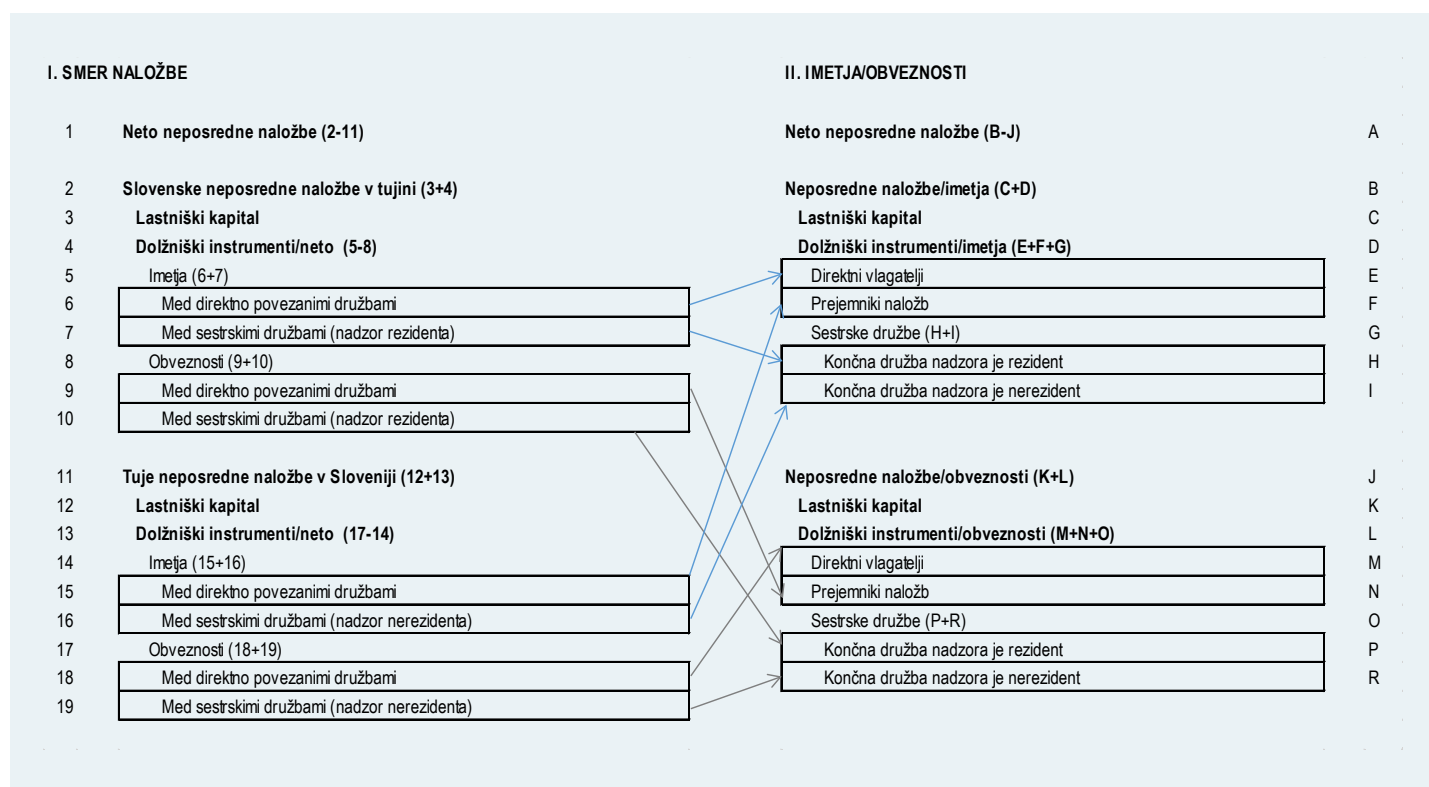 I. SMER NALOŽBE II. IMETJA/OBVEZNOSTI
1 Neto neposredne naložbe (2-11) Neto neposredne naložbe (B-J) A
2 Slovenske neposredne naložbe v tujini (3+4) Neposredne naložbe/imetja (C+D) B
3 Lastniški kapital Lastniški kapital C
4 Dolžniški instrumenti/neto (5-8) Dolžniški instrumenti/imetja (E+F+G) D
5 Imetja (6+7) Direktni vlagatelji E
6 Med direktno povezanimi družbami Prejemniki naložb F
7 Med sestrskimi družbami (nadzor rezidenta) Sestrske družbe (H+I) G
8 Obveznosti (9+10) Končna družba nadzora je rezident H
9 Med direktno povezanimi družbami Končna družba nadzora je nerezident I
10 Med sestrskimi družbami (nadzor rezidenta)
11 Tuje neposredne naložbe v Sloveniji (12+13) Neposredne naložbe/obveznosti (K+L) J
12 Lastniški kapital Lastniški kapital K
13 Dolžniški instrumenti/neto (17-14) Dolžniški instrumenti/obveznosti (M+N+O) L
14 Imetja (15+16) Direktni vlagatelji M
15 Med direktno povezanimi družbami Prejemniki naložb N
16 Med sestrskimi družbami (nadzor nerezidenta) Sestrske družbe (P+R) O
17 Obveznosti (18+19) Končna družba nadzora je rezident P
18 Med direktno povezanimi družbami Končna družba nadzora je nerezident R
19 Med sestrskimi družbami (nadzor nerezidenta)